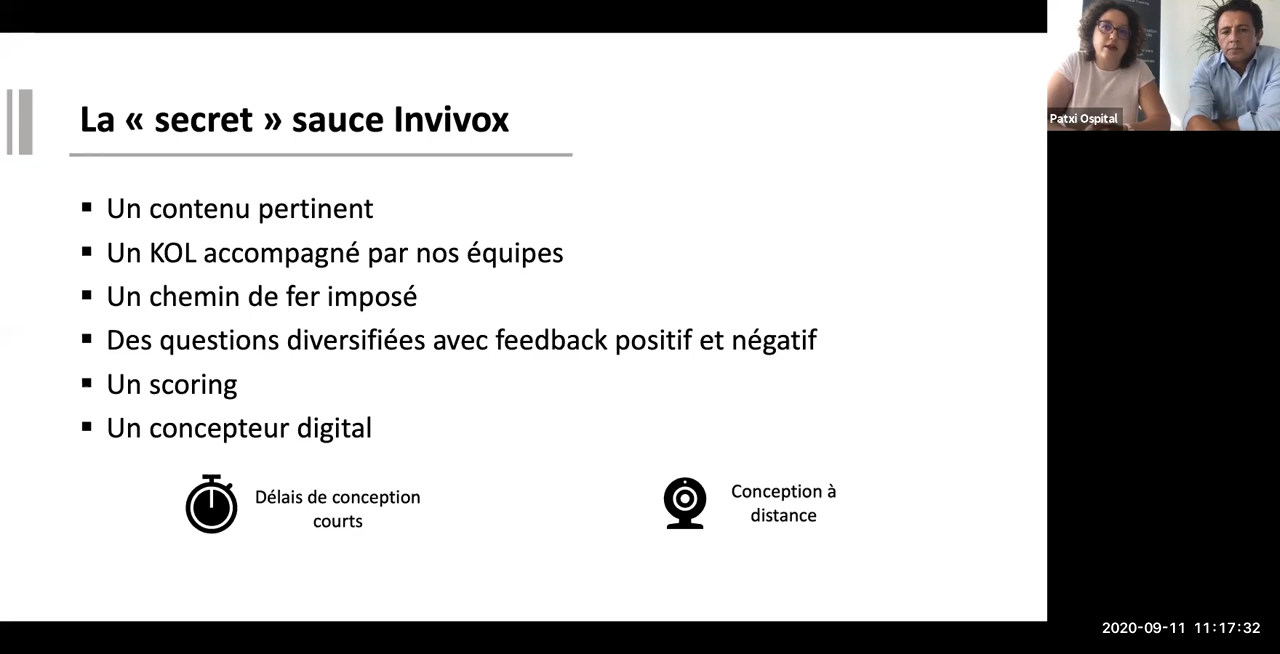 La « secret » sauce Invivox
Un contenu pertinent
Un KOL accompagné par nos équipes
Un chemin de fer imposé
Des questions diversifiées avec feedback positif et négatif
Un scoring
Un concepteur digital
Délais de conception
courts
Conception à
distance
Patxi Ospital
2020-09-11 11:17:32